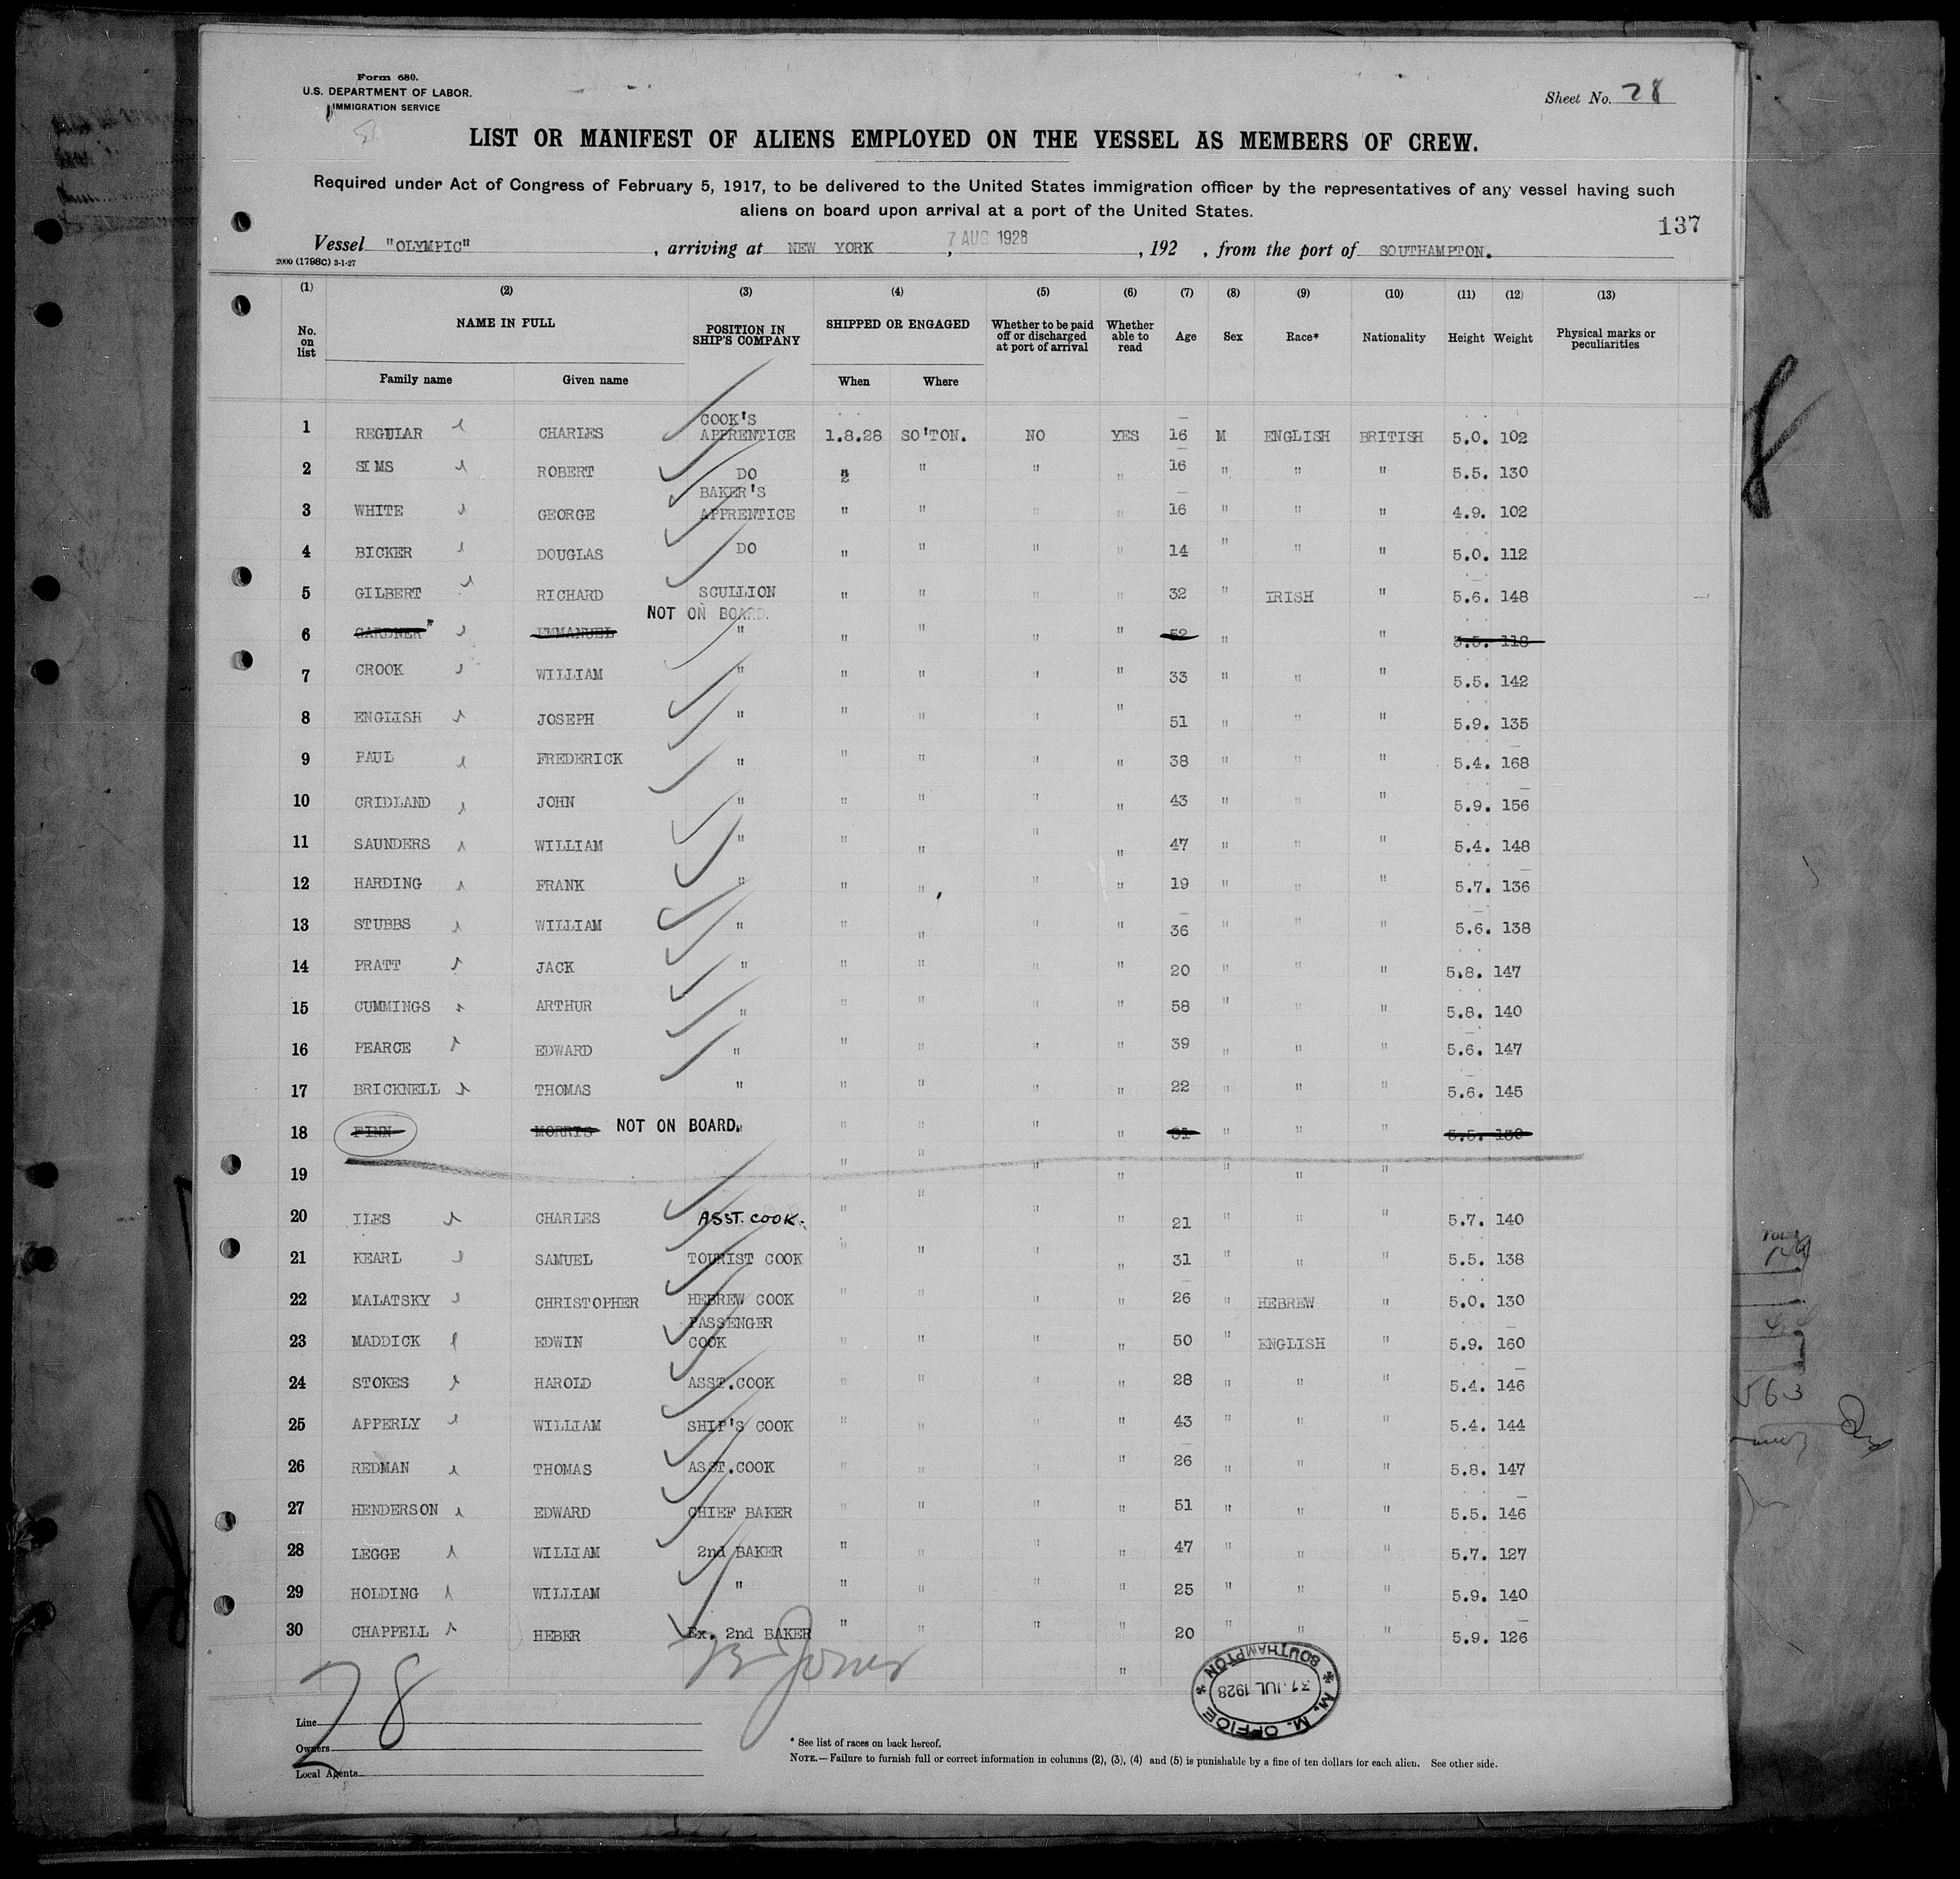 Form 680.
U.S. DEPARTMENT OF LABOR.
IMMIGRATION SERVICE
Sheet No. 28
LIST OR MANIFEST OF ALIENS EMPLOYED ON THE VESSEL AS MEMBERS OF CREW.
Required under Act of Congress of February 5, 1917, to be delivered to the United States immigration officer by the representatives of any vessel having such
aliens on board upon arrival at a port of the United States.
137
Vessel "OLYMPIC" , arriving at NEW YORK , 7 AUG 1928 , 192 , from the port of SOUTHAMPTON.
2000 (1798C) 3-1-27
(1) (2) (3) (4) (5) (6) (7) (8) (9) (10) (11) (12) (13)
No. on list NAME IN FULL POSITION IN SHIP'S COMPANY SHIPPED OR ENGAGED Whether to be paid off or discharged at port of arrival Whether able to read Age Sex Race* Nationality Height Weight Physical marks or peculiarities
Family name Given name When Where
1 REGULAR CHARLES COOK'S APPRENTICE 1.8.28 SO'TON. NO YES 16 M ENGLISH BRITISH 5.0. 102
2 SIMS ROBERT DO " " " " 16 " " " 5.5. 130
3 WHITE GEORGE BAKER'S APPRENTICE " " " " 16 " " " 4.9. 102
4 BICKER DOUGLAS DO " " " " 14 " " " 5.0. 112
5 GILBERT RICHARD SCULLION " " " " 32 " IRISH " 5.6. 148
NOT ON BOARD.
6 GARDNER EMMANUEL " " " " " 52 " " 5.5. 118
7 CROOK WILLIAM " " " " " 33 " " " 5.5. 142
8 ENGLISH JOSEPH " " " " " 51 " " " 5.9. 135
9 PAUL FREDERICK " " " " " 38 " " " 5.4. 168
10 CRIDLAND JOHN " " " " " 43 " " " 5.9. 156
11 SAUNDERS WILLIAM " " " " " 47 " " " 5.4. 148
12 HARDING FRANK " " " " " 19 " " " 5.7. 136
13 STUBBS WILLIAM " " " " " 36 " " " 5.6. 138
14 PRATT JACK " " " " " 20 " " " 5.8. 147
15 CUMMINGS ARTHUR " " " " " 58 " " " 5.8. 140
16 PEARCE EDWARD " " " " " 39 " " " 5.6. 147
17 BRICKNELL THOMAS " " " " " 22 " " " 5.6. 145
18 FINN MORRIS NOT ON BOARD. " " " " " 31 " " " 5.5. 130
19 " " " " " " "
20 ILES CHARLES ASST. COOK. " " " " 21 " " " 5.7. 140
21 KEARL SAMUEL TOURIST COOK " " " " 31 " " " 5.5. 138
22 MALATSKY CHRISTOPHER HEBREW COOK " " " " 26 " HEBREW " 5.0. 130
23 MADDICK EDWIN PASSENGER COOK " " " " 50 " ENGLISH " 5.9. 160
24 STOKES HAROLD ASST.COOK " " " " 28 " " " 5.4. 146
25 APPERLY WILLIAM SHIP'S COOK " " " " 43 " " " 5.4. 144
26 REDMAN THOMAS ASST.COOK " " " " 26 " " " 5.8. 147
27 HENDERSON EDWARD CHIEF BAKER " " " " 51 " " " 5.5. 146
28 LEGGE WILLIAM 2nd BAKER " " " " 47 " " " 5.7. 127
29 HOLDING WILLIAM " " " " " 25 " " " 5.9. 140
30 CHAPPELL HEBER Ex. 2nd BAKER " " " " 20 " " " 5.9. 126
"
28
Jones
M. M. OFFICE
31 JUL 1928
SOUTHAMPTON
Line
Owners
Local Agents
* See list of races on back hereof.
NOTE.—Failure to furnish full or correct information in columns (2), (3), (4) and (5) is punishable by a fine of ten dollars for each alien. See other side.
Total
563